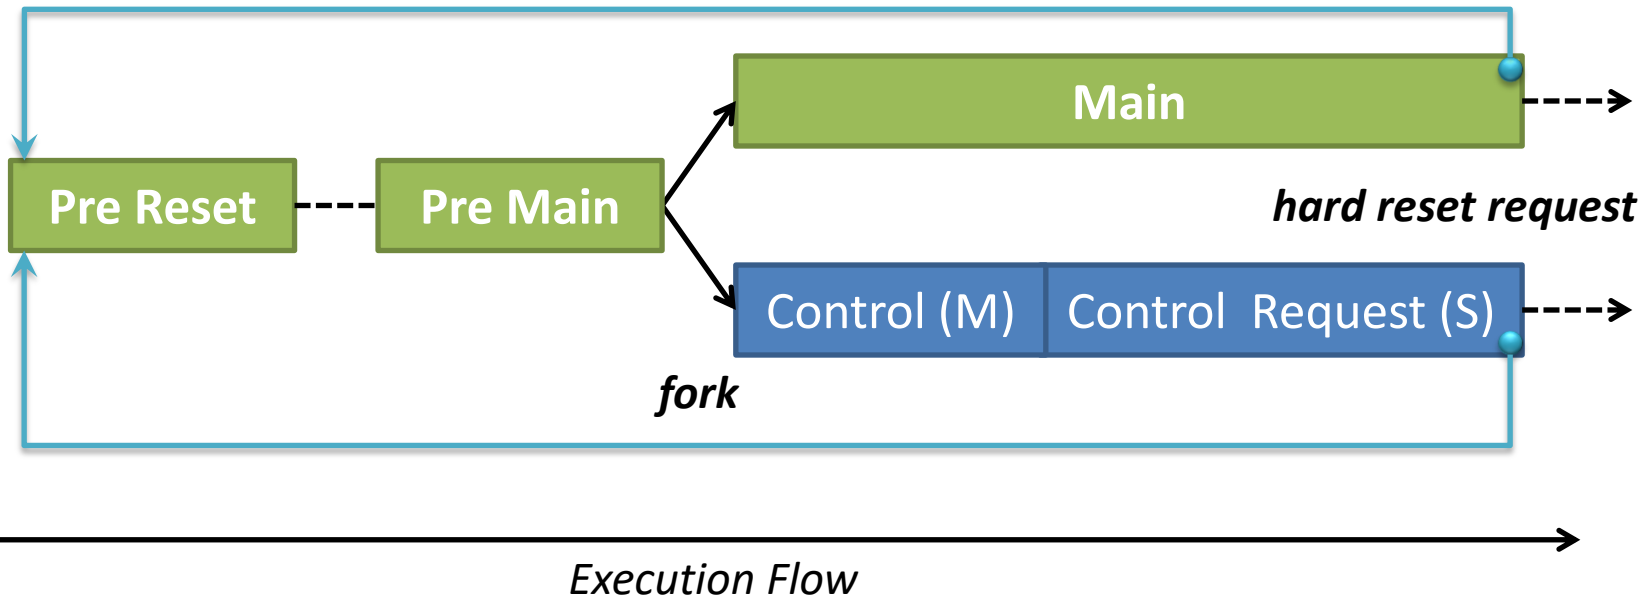 Main
Pre Reset
Pre Main
hard reset request
Control (M)
Control Request (S)
fork
Execution Flow